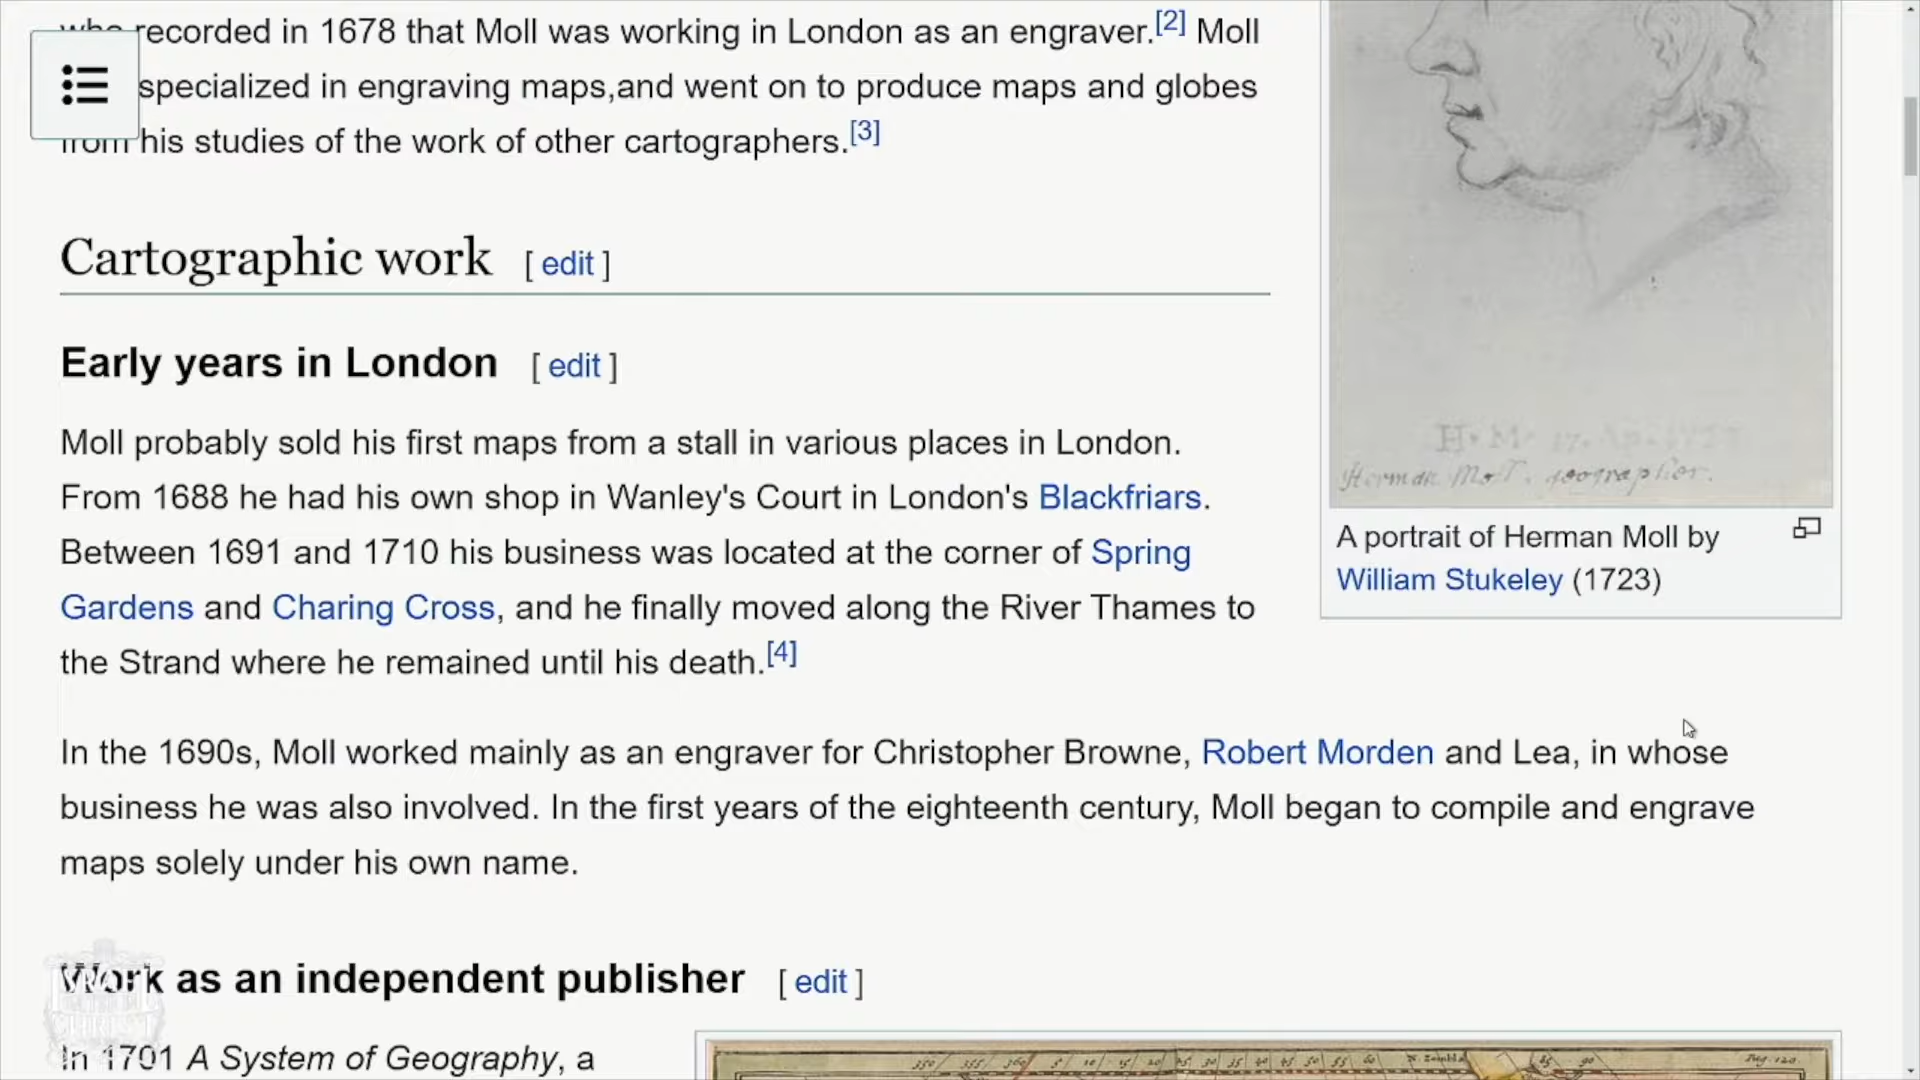 who recorded in 1678 that Moll was working in London as an engraver.[2] Moll
specialized in engraving maps,and went on to produce maps and globes
from his studies of the work of other cartographers.[3]
Cartographic work [ edit ]
Early years in London [ edit ]
Moll probably sold his first maps from a stall in various places in London.
From 1688 he had his own shop in Wanley's Court in London's Blackfriars.
Between 1691 and 1710 his business was located at the corner of Spring
Gardens and Charing Cross, and he finally moved along the River Thames to
the Strand where he remained until his death.[4]
Herman Moll. geographer.
A portrait of Herman Moll by
William Stukeley (1723)
In the 1690s, Moll worked mainly as an engraver for Christopher Browne, Robert Morden and Lea, in whose
business he was also involved. In the first years of the eighteenth century, Moll began to compile and engrave
maps solely under his own name.
Work as an independent publisher [ edit ]
In 1701 A System of Geography, a